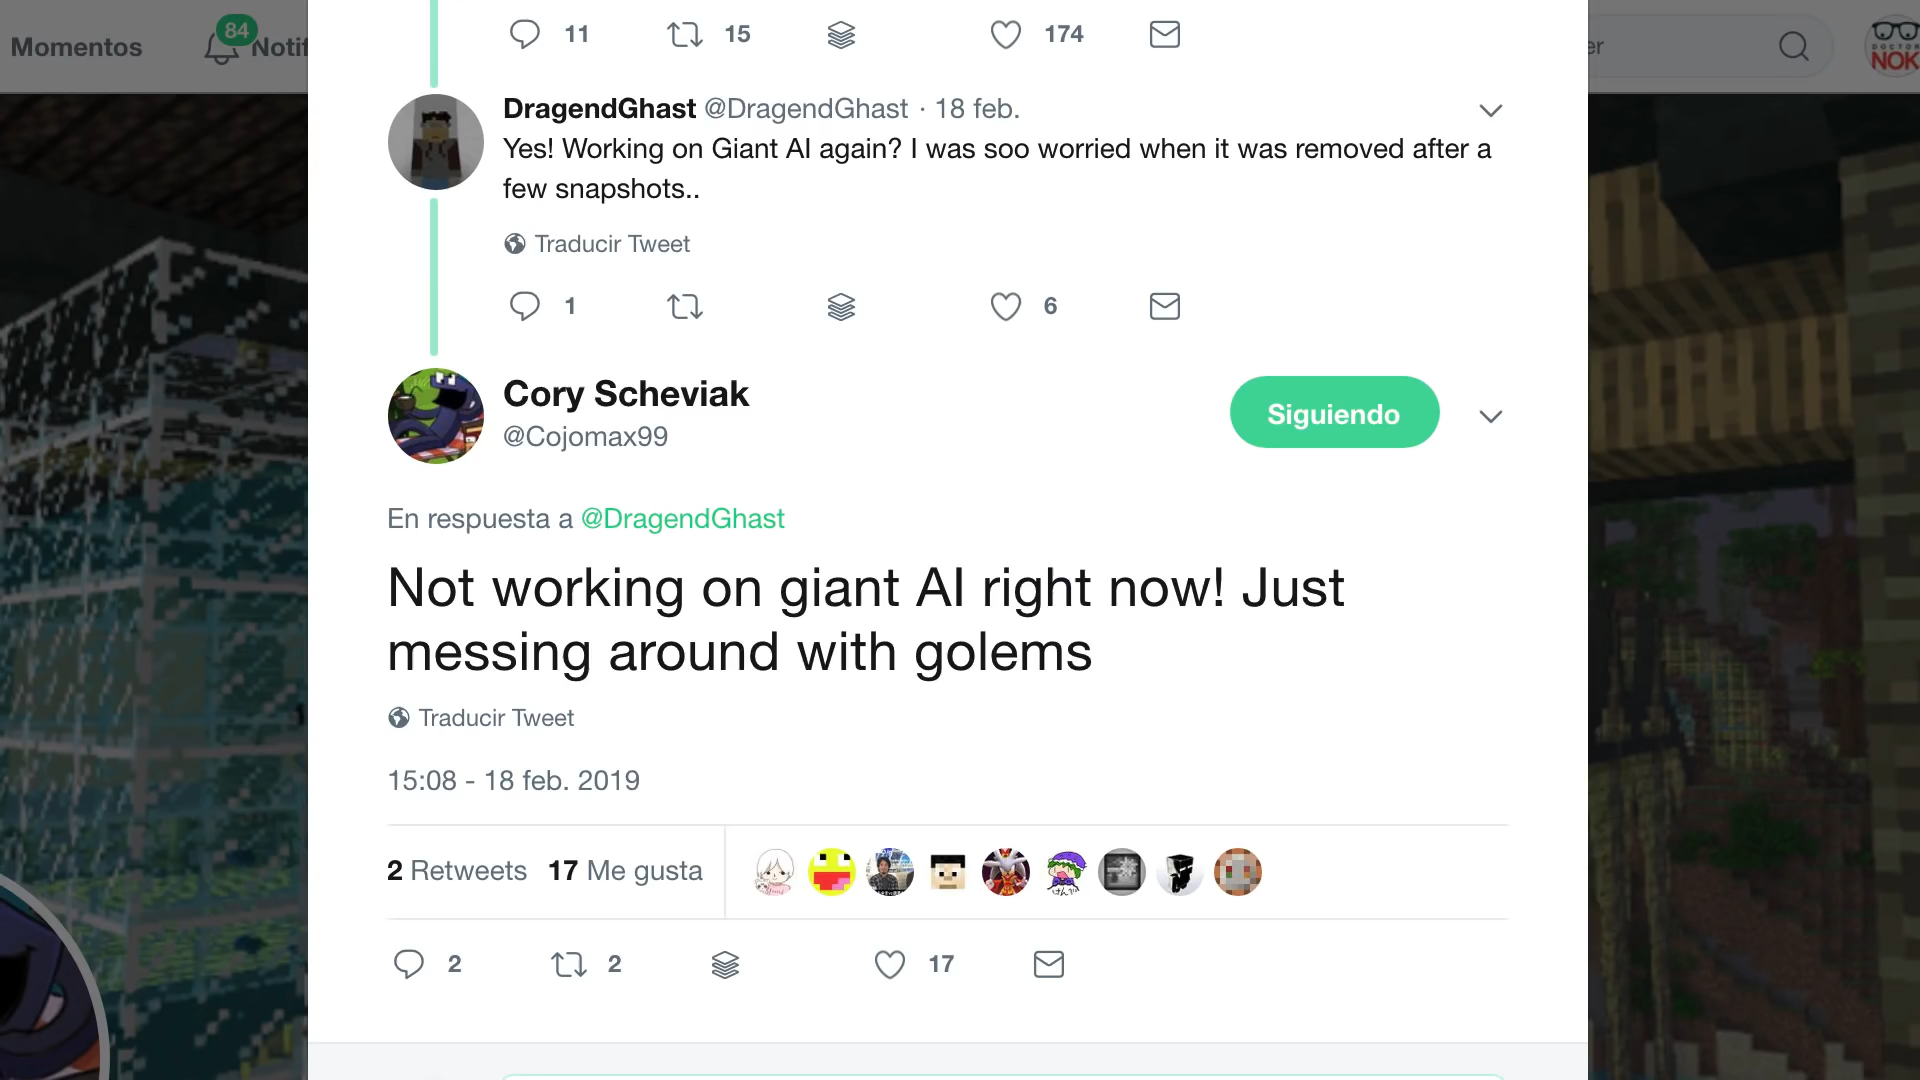 Momentos
84
Notif
er
DOCTOR
NOK
11 15 174
DragendGhast @DragendGhast · 18 feb.
Yes! Working on Giant AI again? I was soo worried when it was removed after a
few snapshots..
Traducir Tweet
1 6
Cory Scheviak
@Cojomax99
Siguiendo
En respuesta a @DragendGhast
Not working on giant AI right now! Just
messing around with golems
Traducir Tweet
15:08 - 18 feb. 2019
2 Retweets 17 Me gusta
2 2 17